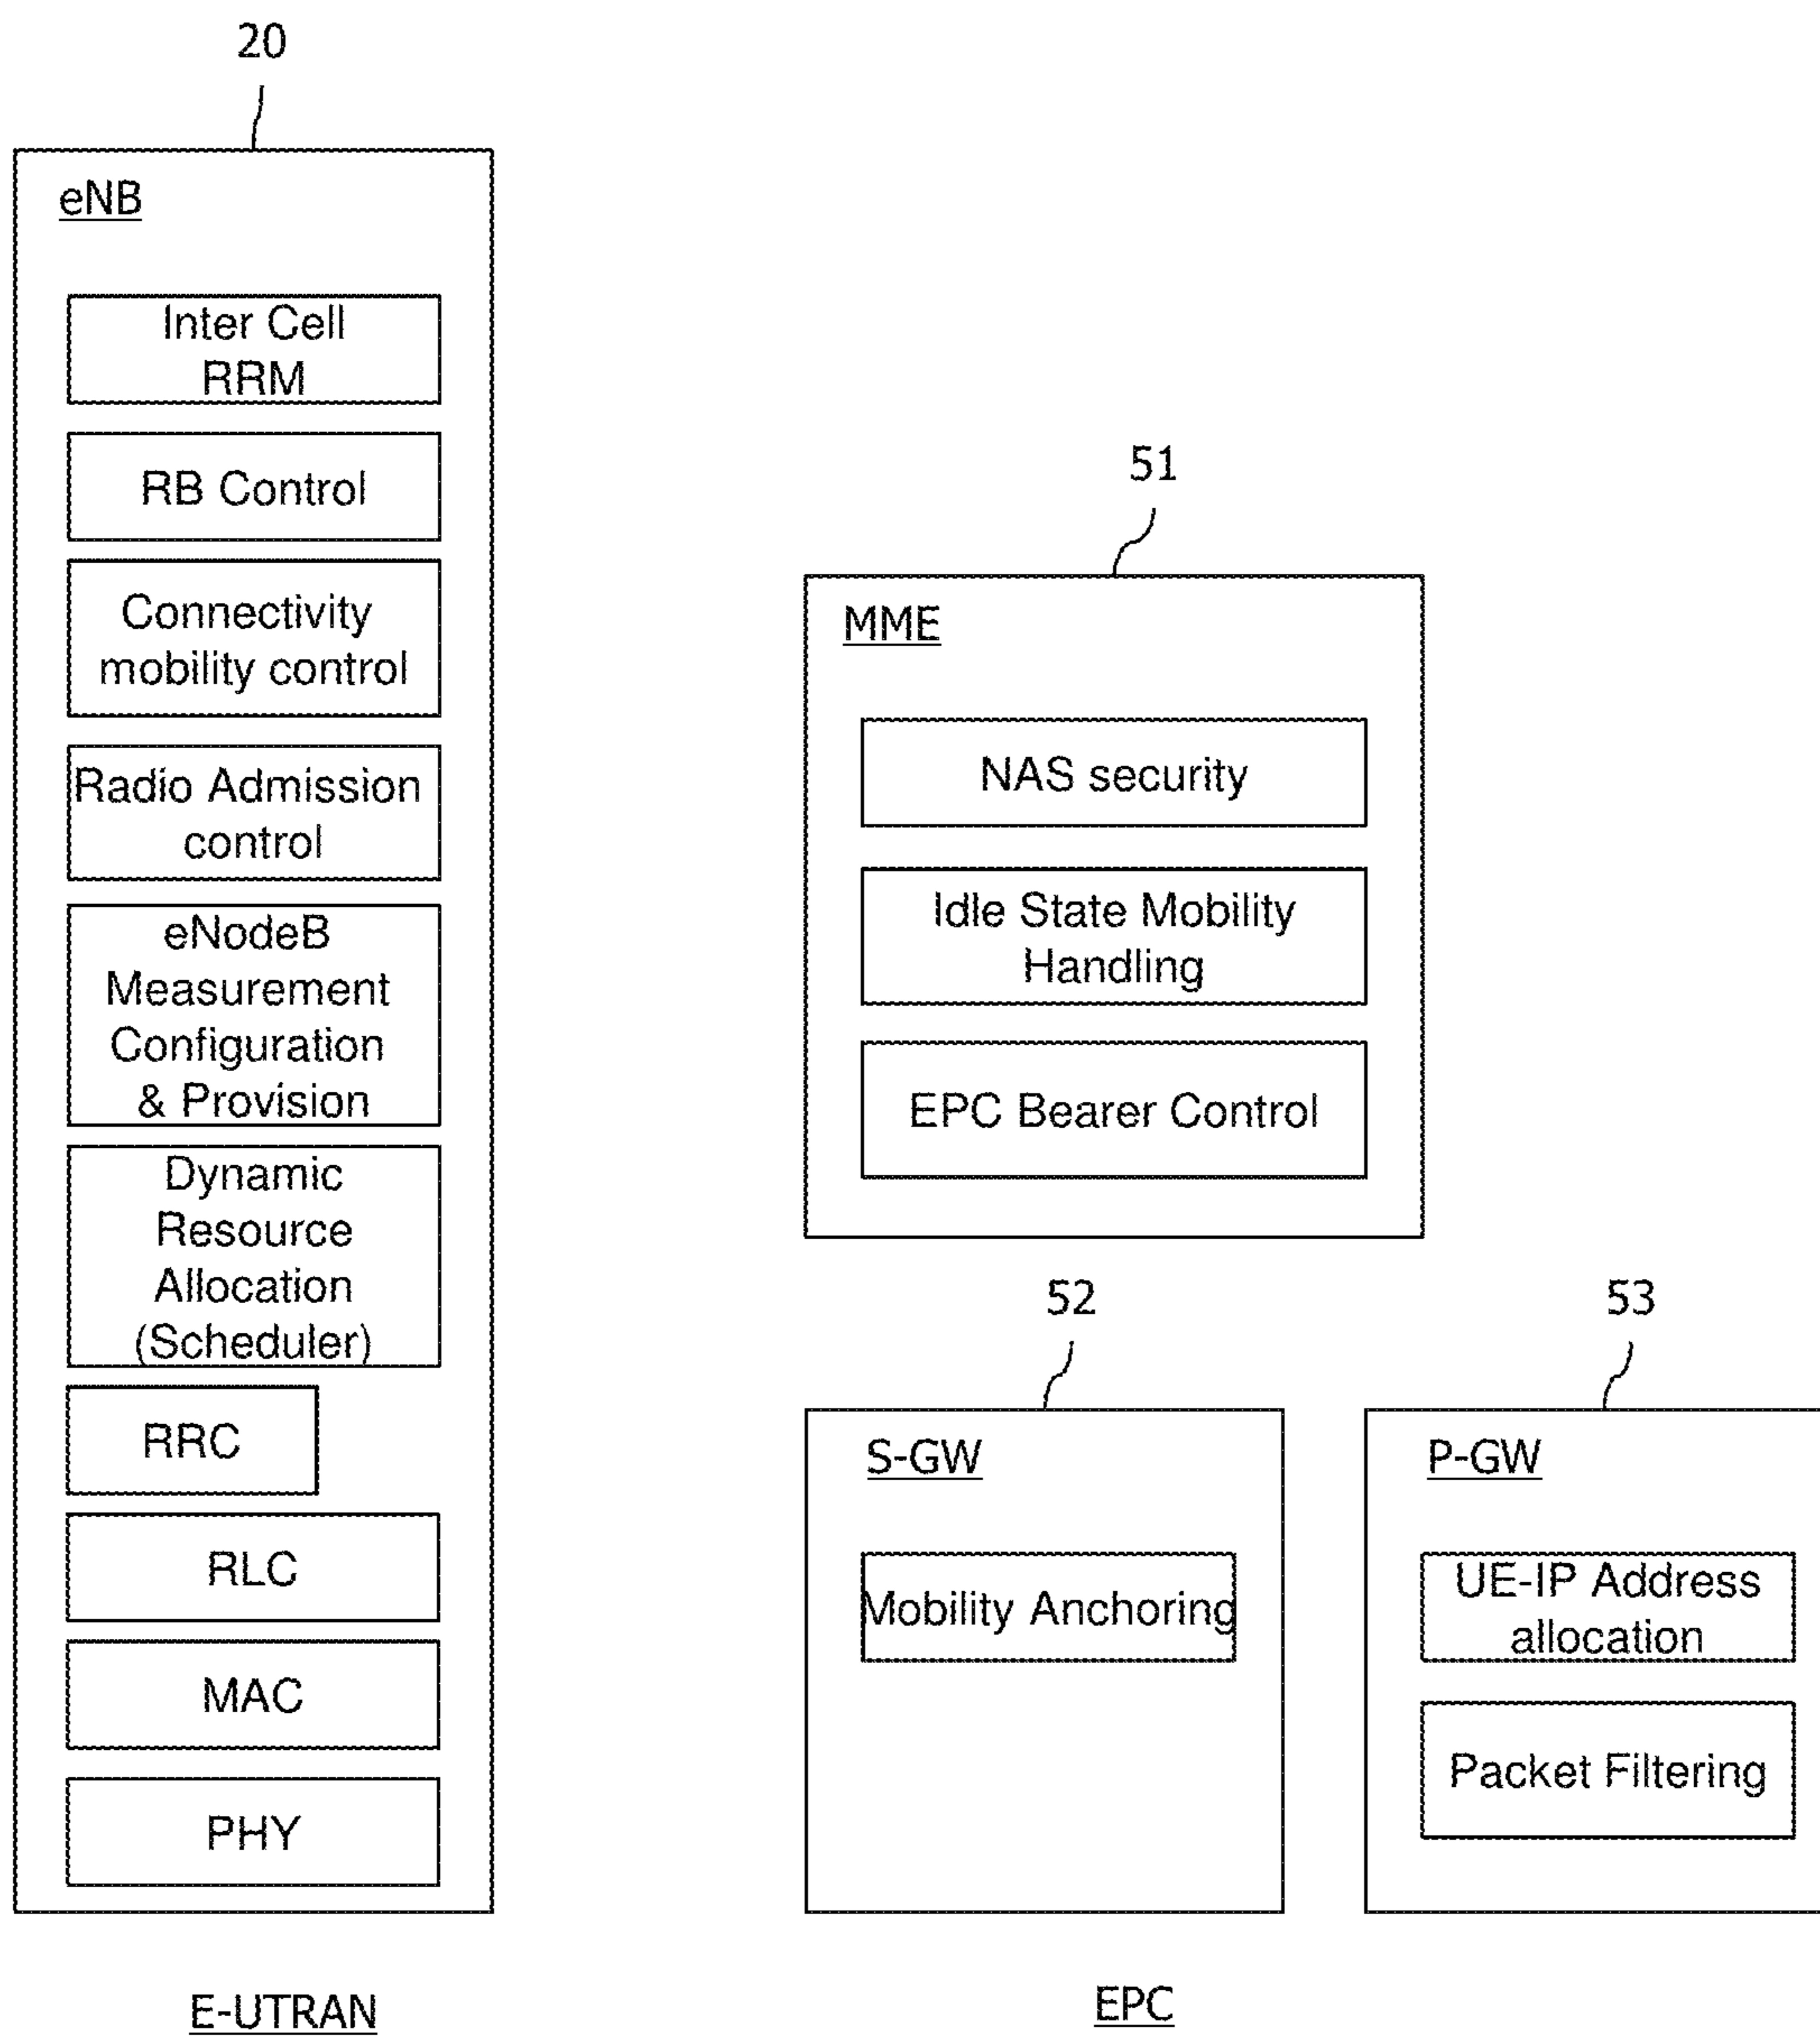 20
eNB
Inter Cell
RRM
RB Control
Connectivity
mobility control
Radio Admission
control
eNodeB
Measurement
Configuration
& Provision
Dynamic
Resource
Allocation
(Scheduler)
RRC
RLC
MAC
PHY
E-UTRAN
51
MME
NAS security
Idle State Mobility
Handling
EPC Bearer Control
52
S-GW
Mobility Anchoring
53
P-GW
UE-IP Address
allocation
Packet Filtering
EPC